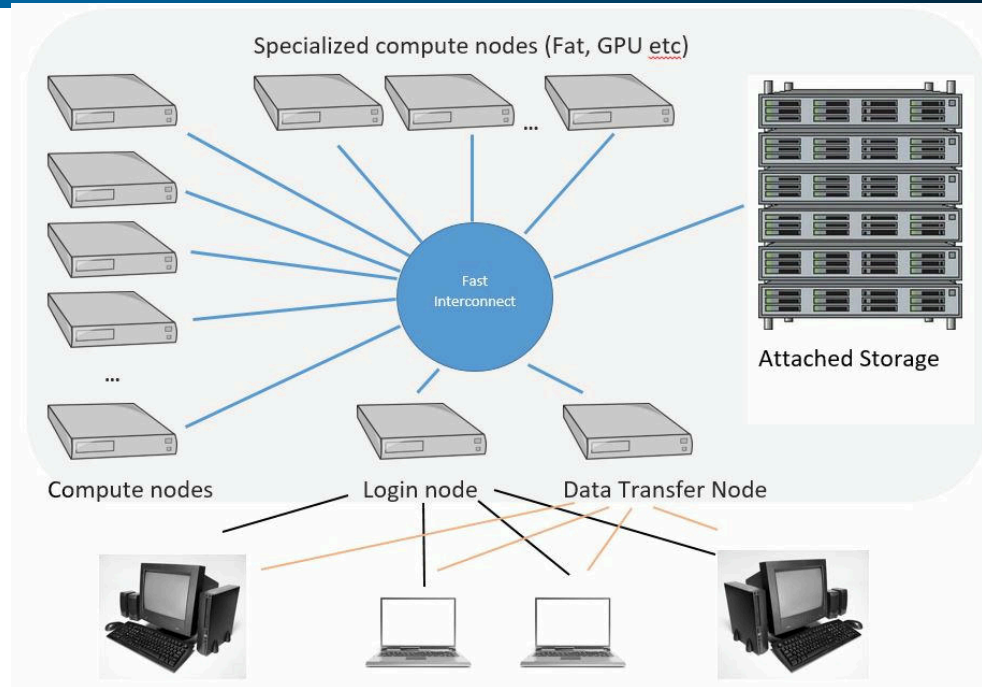 Specialized compute nodes (Fat, GPU etc)
...
Fast
Interconnect
Attached Storage
...
Compute nodes
Login node
Data Transfer Node